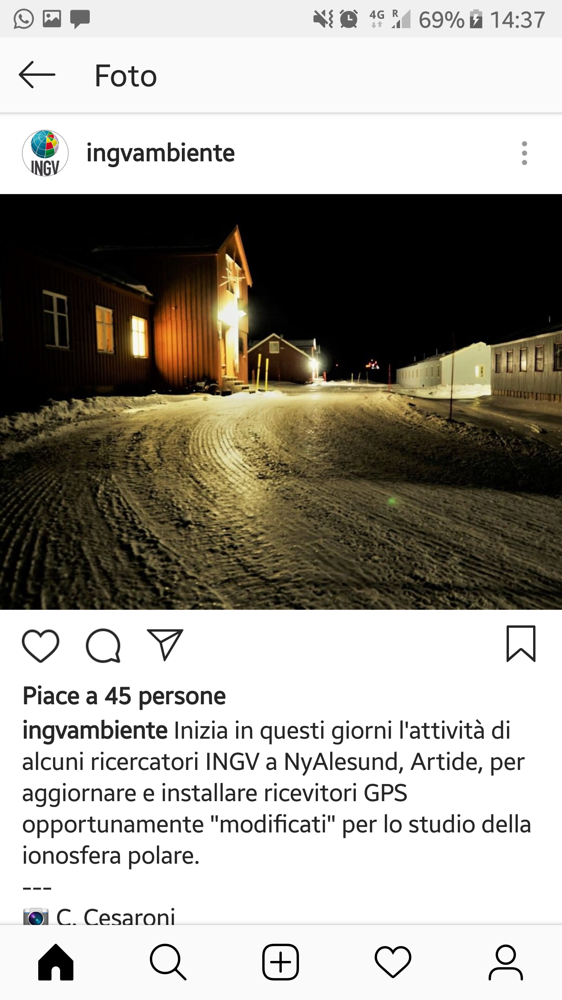 4G R 69% 14:37
Foto
INGV
ingvambiente
Piace a 45 persone
ingvambiente Inizia in questi giorni l'attività di
alcuni ricercatori INGV a NyAlesund, Artide, per
aggiornare e installare ricevitori GPS
opportunamente "modificati" per lo studio della
ionosfera polare.
---
C. Cesaroni